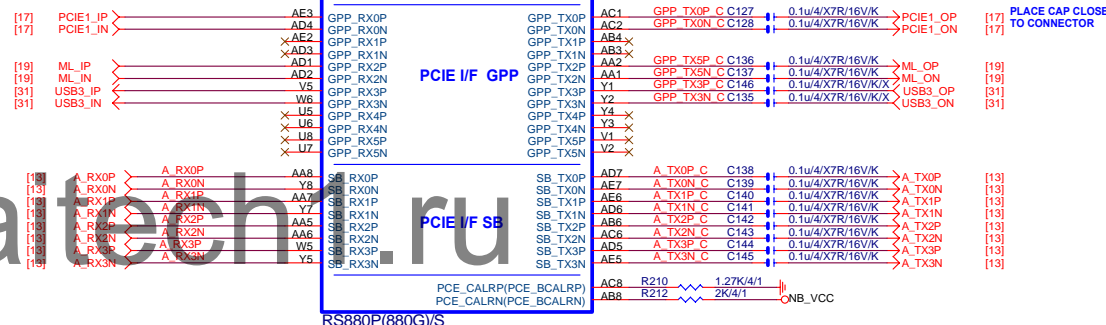 [17] PCIE1_IP AE3 GPP_RX0P GPP_TX0P AC1 GPP_TX0P_C C127 0.1u/4/X7R/16V/K PCIE1_OP [17] PLACE CAP CLOSE
[17] PCIE1_IN AD4 GPP_RX0N GPP_TX0N AC2 GPP_TX0N_C C128 0.1u/4/X7R/16V/K PCIE1_ON [17] TO CONNECTOR
AE2 GPP_RX1P GPP_TX1P AB4
AD3 GPP_RX1N GPP_TX1N AB3
[19] ML_IP AD1 GPP_RX2P PCIE I/F GPP GPP_TX2P AA2 GPP_TX5P_C C136 0.1u/4/X7R/16V/K ML_OP [19]
[19] ML_IN AD2 GPP_RX2N GPP_TX2N AA1 GPP_TX5N_C C137 0.1u/4/X7R/16V/K ML_ON [19]
[31] USB3_IP V5 GPP_RX3P GPP_TX3P Y1 GPP_TX3P_C C146 0.1u/4/X7R/16V/K/X USB3_OP [31]
[31] USB3_IN W6 GPP_RX3N GPP_TX3N Y2 GPP_TX3N_C C135 0.1u/4/X7R/16V/K/X USB3_ON [31]
U5 GPP_RX4P GPP_TX4P Y4
U6 GPP_RX4N GPP_TX4N Y3
U8 GPP_RX5P GPP_TX5P V1
U7 GPP_RX5N GPP_TX5N V2
[13] A_RX0P A_RX0P AA8 SB_RX0P SB_TX0P AD7 A_TX0P_C C138 0.1u/4/X7R/16V/K A_TX0P [13]
[13] A_RX0N A_RX0N Y8 SB_RX0N SB_TX0N AE7 A_TX0N_C C139 0.1u/4/X7R/16V/K A_TX0N [13]
[13] A_RX1P A_RX1P AA7 SB_RX1P SB_TX1P AE6 A_TX1P_C C140 0.1u/4/X7R/16V/K A_TX1P [13]
[13] A_RX1N A_RX1N Y7 SB_RX1N PCIE I/F SB SB_TX1N AD6 A_TX1N_C C141 0.1u/4/X7R/16V/K A_TX1N [13]
[13] A_RX2P A_RX2P AA5 SB_RX2P SB_TX2P AB6 A_TX2P_C C142 0.1u/4/X7R/16V/K A_TX2P [13]
[13] A_RX2N A_RX2N AA6 SB_RX2N SB_TX2N AC6 A_TX2N_C C143 0.1u/4/X7R/16V/K A_TX2N [13]
[13] A_RX3P A_RX3P W5 SB_RX3P SB_TX3P AD5 A_TX3P_C C144 0.1u/4/X7R/16V/K A_TX3P [13]
[13] A_RX3N A_RX3N Y5 SB_RX3N SB_TX3N AE5 A_TX3N_C C145 0.1u/4/X7R/16V/K A_TX3N [13]
aitech1.ru
PCE_CALRP(PCE_BCALRP) AC8 R210 1.27K/4/1
PCE_CALRN(PCE_BCALRN) AB8 R212 2K/4/1 NB_VCC
RS880P(880G)/S